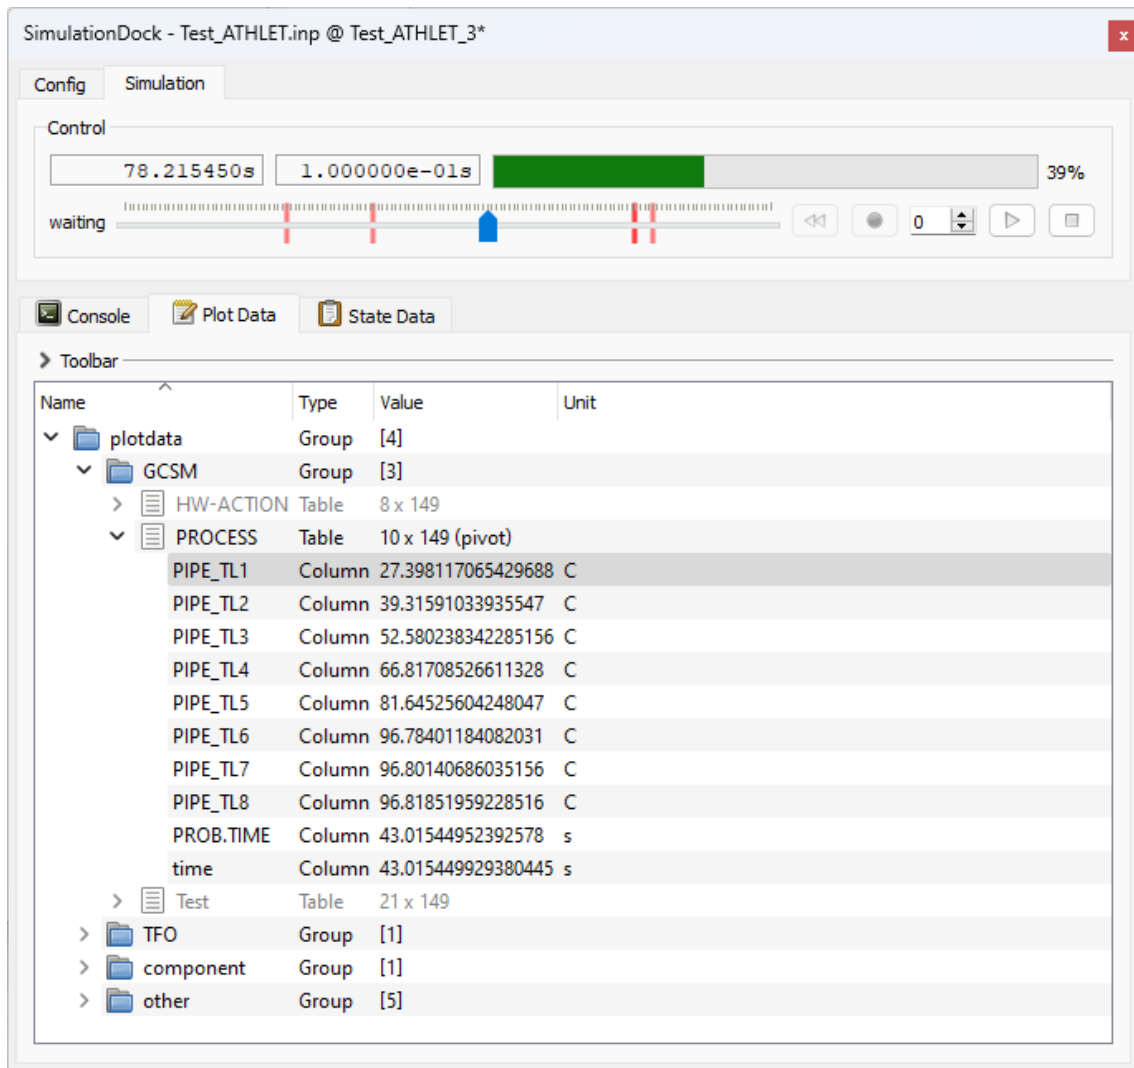 SimulationDock - Test_ATHLET.inp @ Test_ATHLET_3*
x
Config Simulation
Control
78.215450s 1.000000e-01s 39%
waiting 0
Console Plot Data State Data
Toolbar
Name Type Value Unit
plotdata Group [4]
GCSM Group [3]
HW-ACTION Table 8 x 149
PROCESS Table 10 x 149 (pivot)
PIPE_TL1 Column 27.398117065429688 C
PIPE_TL2 Column 39.31591033935547 C
PIPE_TL3 Column 52.580238342285156 C
PIPE_TL4 Column 66.81708526611328 C
PIPE_TL5 Column 81.64525604248047 C
PIPE_TL6 Column 96.78401184082031 C
PIPE_TL7 Column 96.80140686035156 C
PIPE_TL8 Column 96.81851959228516 C
PROB.TIME Column 43.01544952392578 s
time Column 43.015449929380445 s
Test Table 21 x 149
TFO Group [1]
component Group [1]
other Group [5]